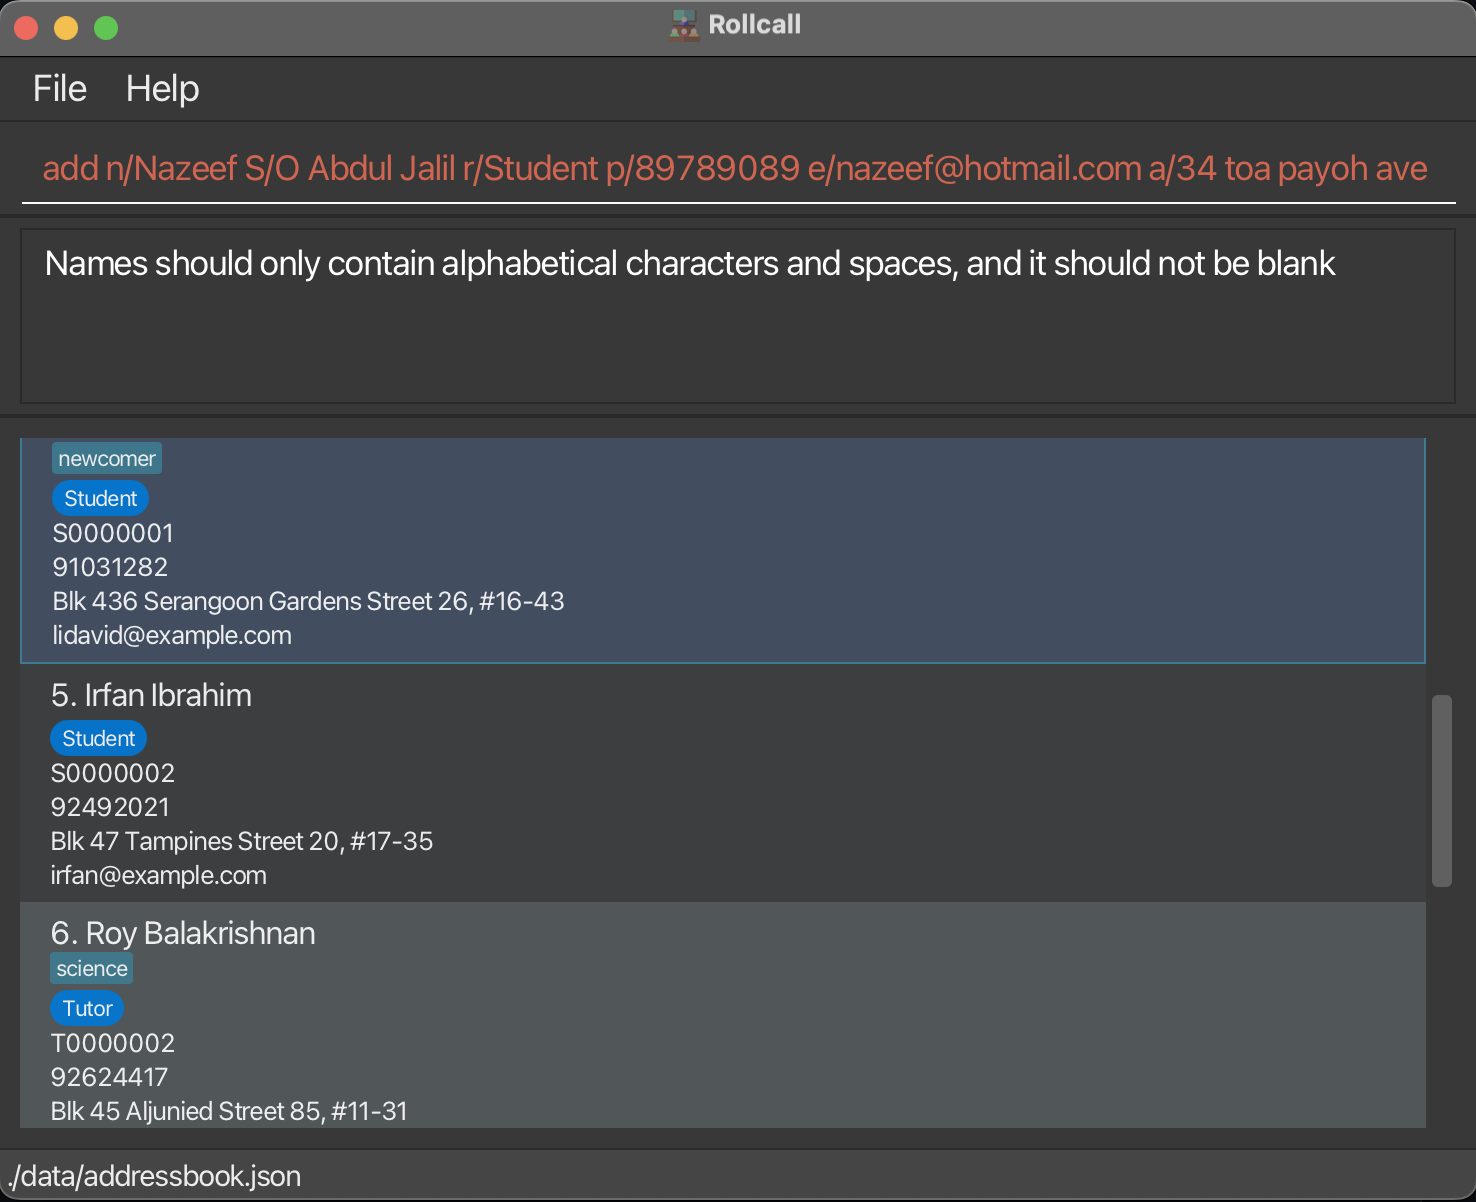 Rollcall
File Help
add n/Nazeef S/O Abdul Jalil r/Student p/89789089 e/nazeef@hotmail.com a/34 toa payoh ave
Names should only contain alphabetical characters and spaces, and it should not be blank
newcomer
Student
S0000001
91031282
Blk 436 Serangoon Gardens Street 26, #16-43
lidavid@example.com
5. Irfan Ibrahim
Student
S0000002
92492021
Blk 47 Tampines Street 20, #17-35
irfan@example.com
6. Roy Balakrishnan
science
Tutor
T0000002
92624417
Blk 45 Aljunied Street 85, #11-31
./data/addressbook.json